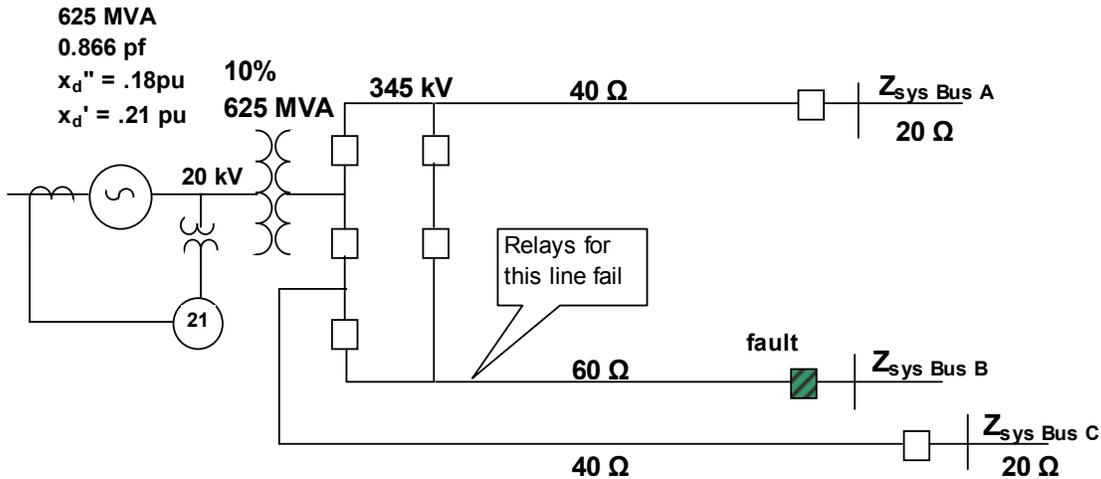 625 MVA
0.866 pf
xd" = .18pu
xd' = .21 pu
10%
625 MVA
345 kV
40 Ω
Zsys Bus A
20 Ω
20 kV
21
Relays for
this line fail
fault
60 Ω
Zsys Bus B
40 Ω
Zsys Bus C
20 Ω